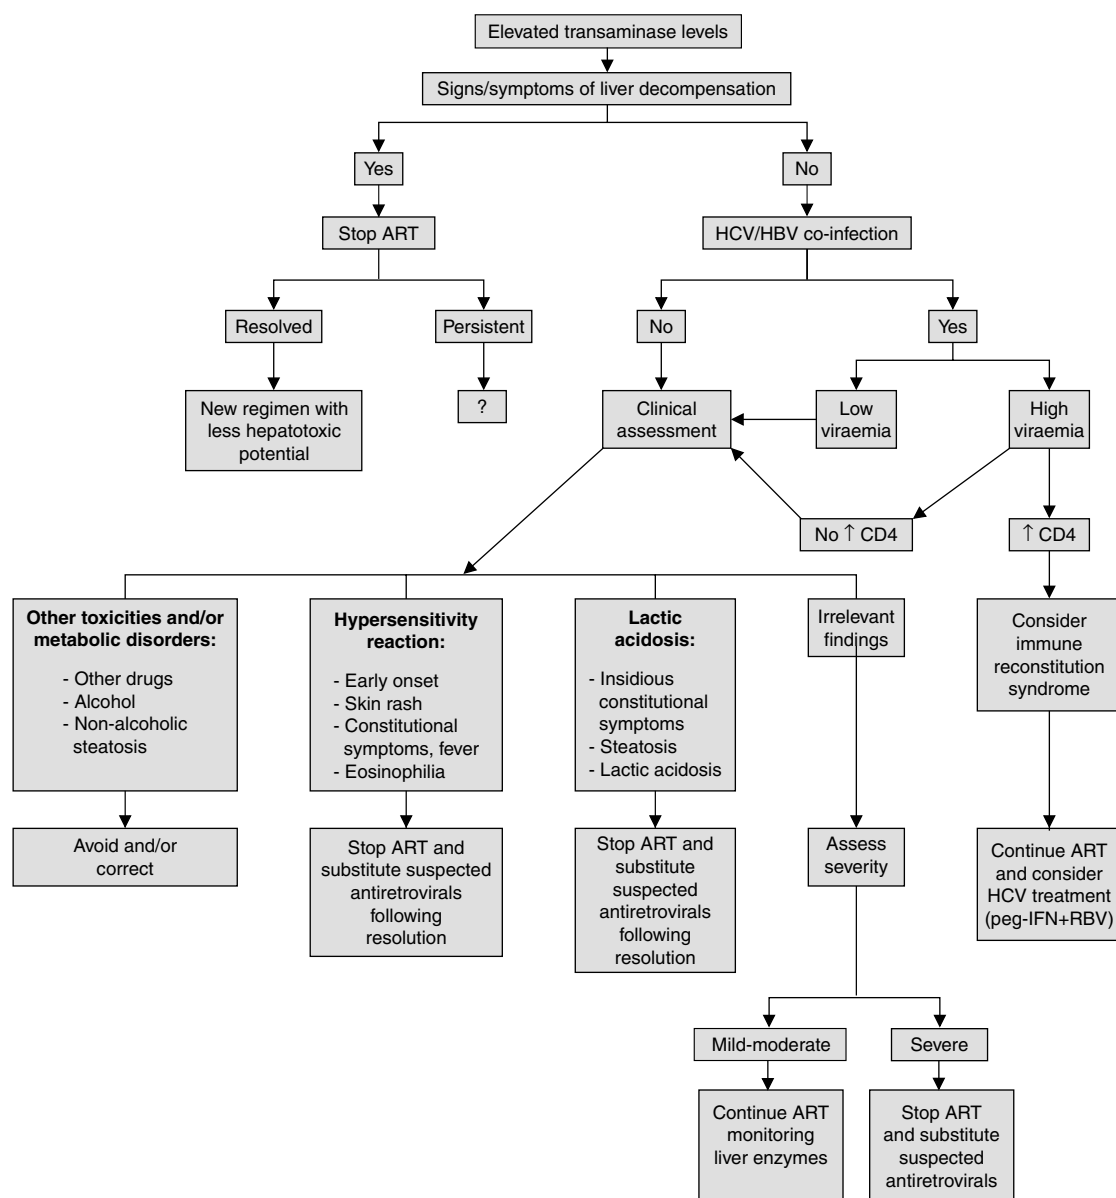 Elevated transaminase levels
Signs/symptoms of liver decompensation
Yes
No
Stop ART
HCV/HBV co-infection
Resolved
Persistent
No
Yes
New regimen with
less hepatotoxic
potential
?
Clinical
assessment
Low
viraemia
High
viraemia
No ↑ CD4
↑ CD4
Other toxicities and/or
metabolic disorders:
- Other drugs
- Alcohol
- Non-alcoholic
steatosis
Hypersensitivity
reaction:
- Early onset
- Skin rash
- Constitutional
symptoms, fever
- Eosinophilia
Lactic
acidosis:
- Insidious
constitutional
symptoms
- Steatosis
- Lactic acidosis
Irrelevant
findings
Consider
immune
reconstitution
syndrome
Avoid and/or
correct
Stop ART and
substitute suspected
antiretrovirals
following
resolution
Stop ART and
substitute
suspected
antiretrovirals
following
resolution
Assess
severity
Continue ART
and consider
HCV treatment
(peg-IFN+RBV)
Mild-moderate
Severe
Continue ART
monitoring
liver enzymes
Stop ART
and substitute
suspected
antiretrovirals